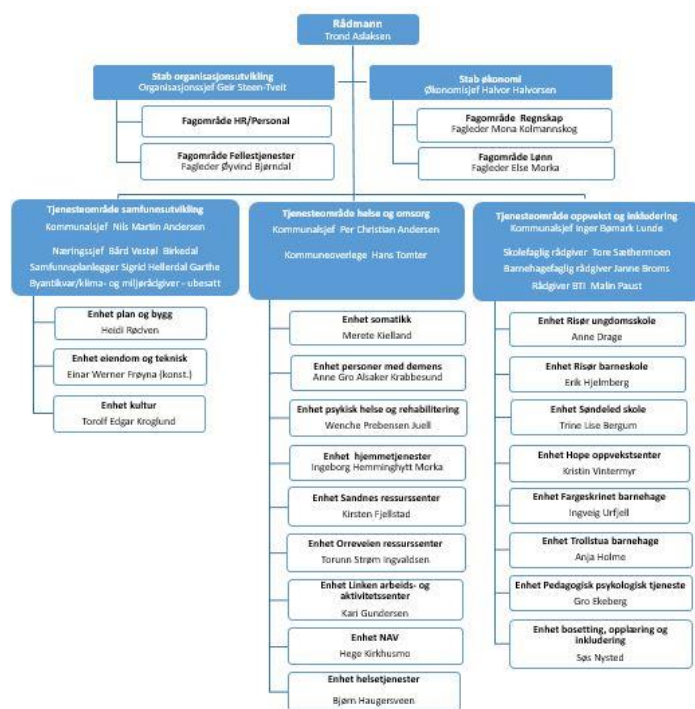 Rådmann
Trond Aslaksen
Stab organisasjonsutvikling
Organisasjonssjef Geir Steen-Tveit
Stab økonomi
Økonomisjef Halvor Halvorsen
Fagområde HR/Personal
Fagområde Fellestjenester
Fagleder Øyvind Bjørndal
Fagområde Regnskap
Fagleder Mona Kolmannskog
Fagområde Lønn
Fagleder Else Morka
Tjenesteområde samfunsutvikling
Kommunalsjef Nils Martin Andersen
Næringssjef Bård Vestøl Birkedal
Samfunnsplanlegger Sigrid Hellerdal Garthe
Byantikvar/klima- og miljørådgiver - ubesatt
Enhet plan og bygg
Heidi Rødven
Enhet eiendom og teknisk
Einar Werner Frøyna (konst.)
Enhet kultur
Torolf Edgar Kroglund
Tjenesteområde helse og omsorg
Kommunalsjef Per Christian Andersen
Kommuneoverlege Hans Tomter
Enhet somatikk
Merete Kielland
Enhet personer med demens
Anne Gro Alsaker Krabbesund
Enhet psykisk helse og rehabilitering
Wenche Prebensen Juell
Enhet hjemmetjenester
Ingeborg Hemminghytt Morka
Enhet Sandnes ressurssenter
Kirsten Fjellstad
Enhet Orreveien ressurssenter
Torunn Strøm Ingvaldsen
Enhet Linken arbeids- og
aktivitetssenter
Kari Gundersen
Enhet NAV
Hege Kirkhusmo
Enhet helsetjenester
Bjørn Haugersveen
Tjenesteområde oppvekst og inkludering
Kommunalsjef Inger Bømark Lunde
Skolefaglig rådgiver Tore Sæthermoen
Barnehagefaglig rådgiver Janne Broms
Rådgiver BTI Malin Paust
Enhet Risør ungdomsskole
Anne Drage
Enhet Risør barneskole
Erik Hjelmberg
Enhet Søndeled skole
Trine Lise Bergum
Enhet Hope oppvekstsenter
Kristin Vintermyr
Enhet Fargeskrinet barnehage
Ingveig Urfjell
Enhet Trollstua barnehage
Anja Holme
Enhet Pedagogisk psykologisk tjeneste
Gro Ekeberg
Enhet bosetting, opplæring og
inkludering
Søs Nysted